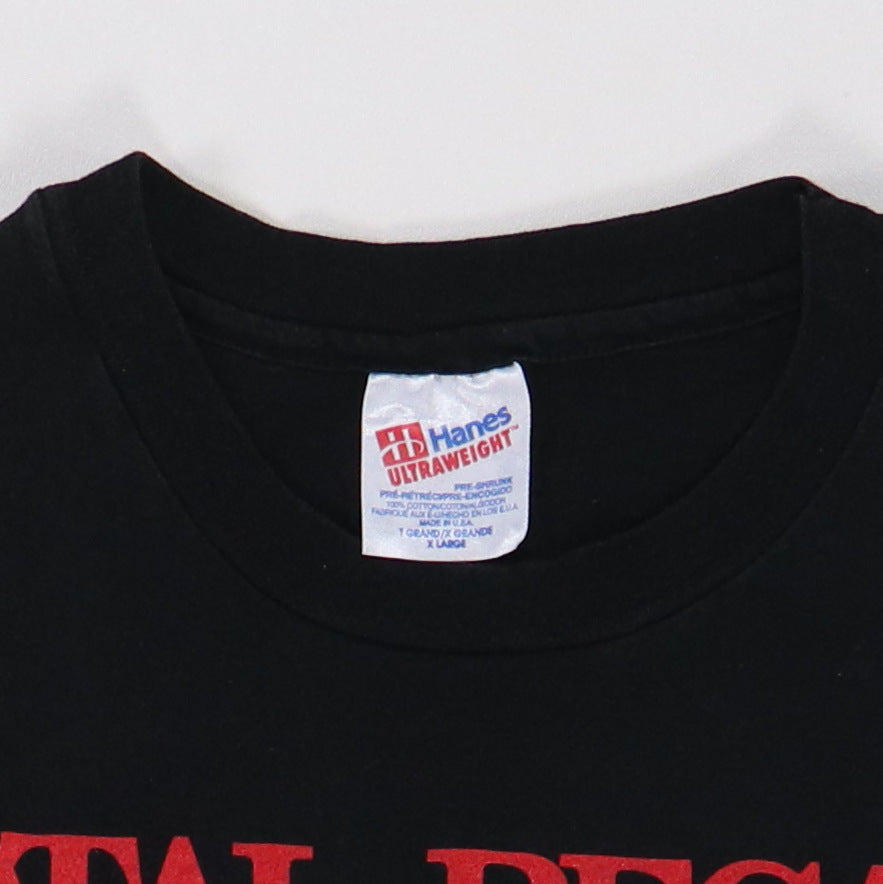 Hanes
ULTRAWEIGHT™
PRE-SHRUNK
PRÉ-RÉTRÉCI/PRE-ENCOGIDO
100% COTTON/COTON/ALGODON
FABRIQUÉ AUX É-U/HECHO EN LOS E.U.A.
MADE IN U.S.A.
T GRAND/X GRANDE
X LARGE